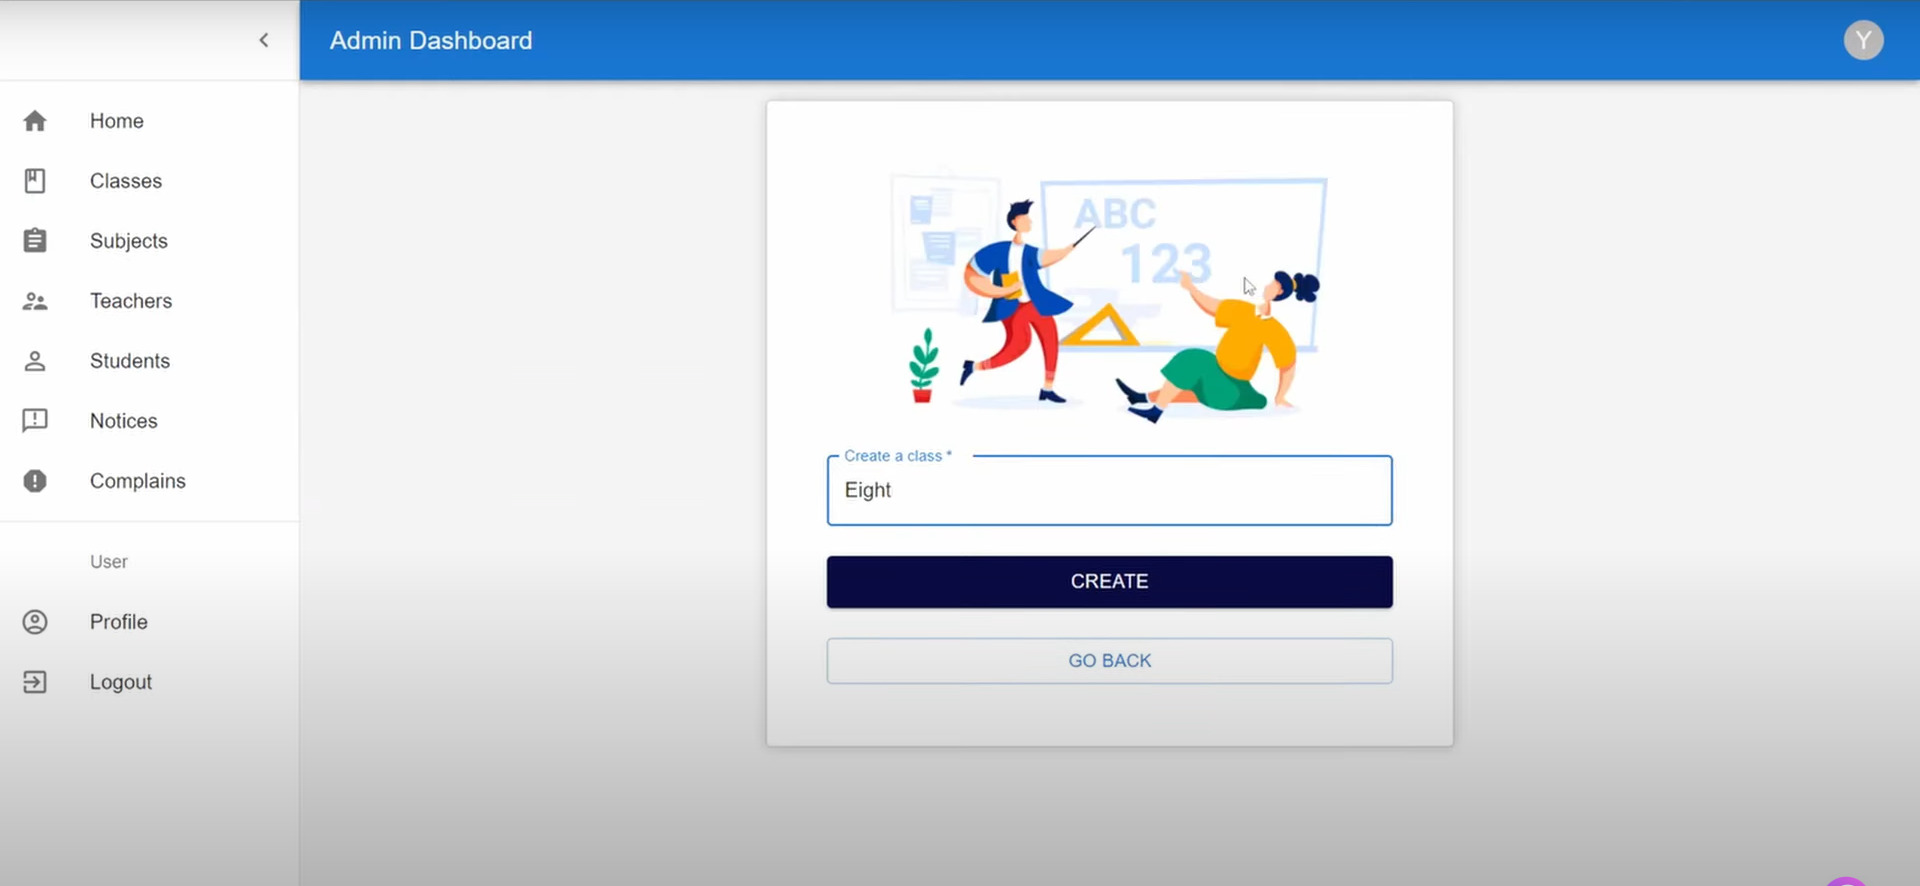 Admin Dashboard
Y
Home
Classes
Subjects
Teachers
Students
Notices
Complains
User
Profile
Logout
ABC
123
Create a class *
Eight
CREATE
GO BACK